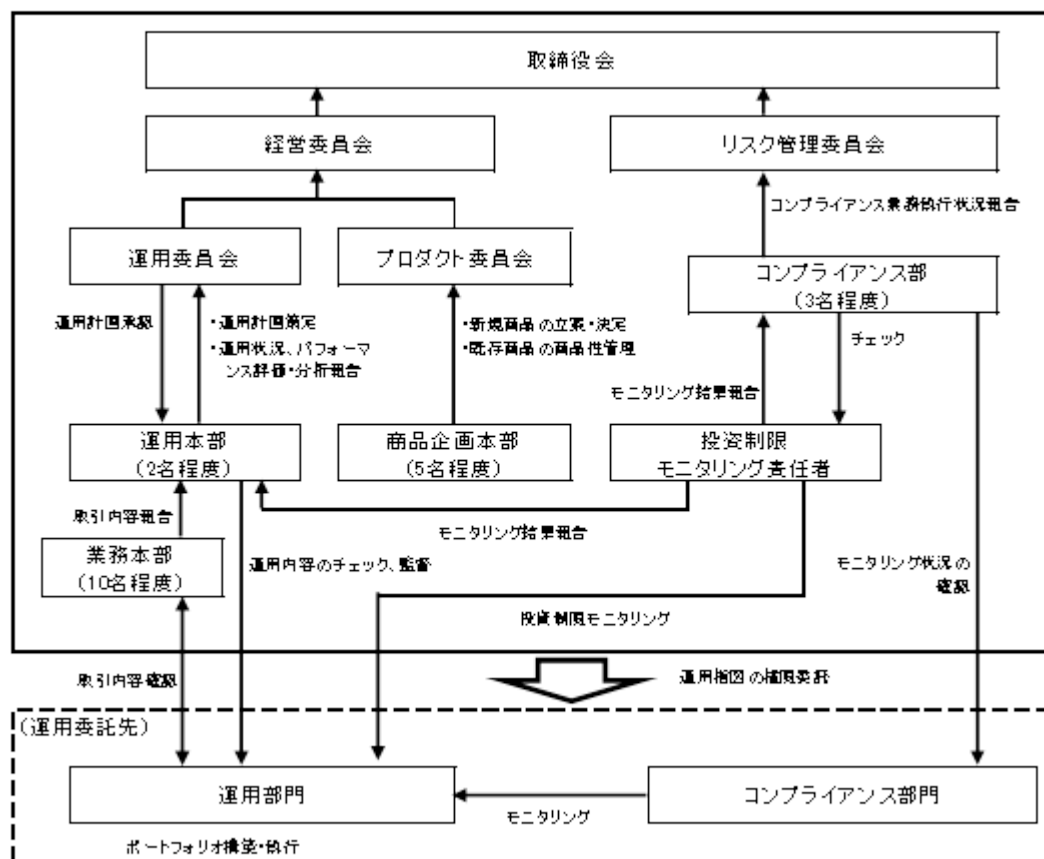 取締役会
経営委員会
リスク管理委員会
コンプライアンス業務執行状況報告
運用委員会
プロダクト委員会
コンプライアンス部
(3名程度)
運用計画承認
・運用計画策定
・運用状況、パフォーマ
ンス評価・分析報告
・新規商品の立案・決定
・既存商品の商品性管理
チェック
モニタリング結果報告
運用本部
(2名程度)
商品企画本部
(5名程度)
投資制限
モニタリング責任者
取引内容報告
モニタリング結果報告
業務本部
(10名程度)
運用内容のチェック、監督
モニタリング状況の
確認
投資制限モニタリング
取引内容確認
運用指図の権限委託
(運用委託先)
運用部門
コンプライアンス部門
モニタリング
ポートフォリオ構築・執行